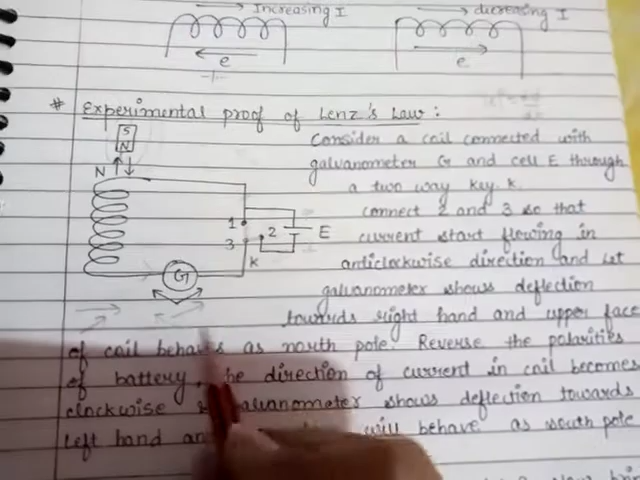 Increasing I
decreasing I
e
e
* Experimental proof of Lenz's Law:
S
N
N
1
2
3
E
K
G
Consider a coil connected with
galvanometer G and cell E through
a two way key K.
connect 2 and 3 so that
current start flowing in
anticlockwise direction and let
galvanometer shows deflection
towards right hand and upper face
of coil behaves as north pole. Reverse the polarities
of battery, the direction of current in coil becomes
clockwise galvanometer shows deflection towards
left hand will behave as south pole